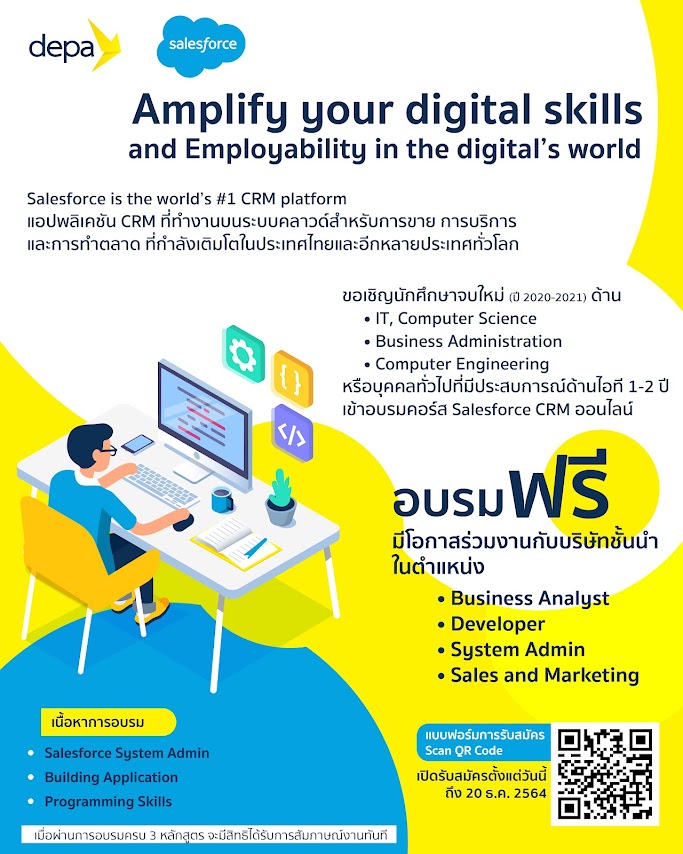 depa
salesforce
Amplify your digital skills
and Employability in the digital's world
Salesforce is the world's #1 CRM platform
แอปพลิเคชัน CRM ที่ทำงานบนระบบคลาวด์สำหรับการขาย การบริการ
และการทำตลาด ที่กำลังเติมโตในประเทศไทยและอีกหลายประเทศทั่วโลก
ขอเชิญนักศึกษาจบใหม่ (ปี 2020-2021) ด้าน
• IT, Computer Science
• Business Administration
• Computer Engineering
หรือบุคคลทั่วไปที่มีประสบการณ์ด้านไอที 1-2 ปี
เข้าอบรมคอร์ส Salesforce CRM ออนไลน์
อบรมฟรี
มีโอกาสร่วมงานกับบริษัทชั้นนำ
ในตำแหน่ง
• Business Analyst
• Developer
• System Admin
• Sales and Marketing
เนื้อหาการอบรม
• Salesforce System Admin
• Building Application
• Programming Skills
เมื่อผ่านการอบรมครบ 3 หลักสูตร จะมีสิทธิได้รับการสัมภาษณ์งานทันที
แบบฟอร์มการรับสมัคร
Scan QR Code
เปิดรับสมัครตั้งแต่วันนี้
ถึง 20 ธ.ค. 2564